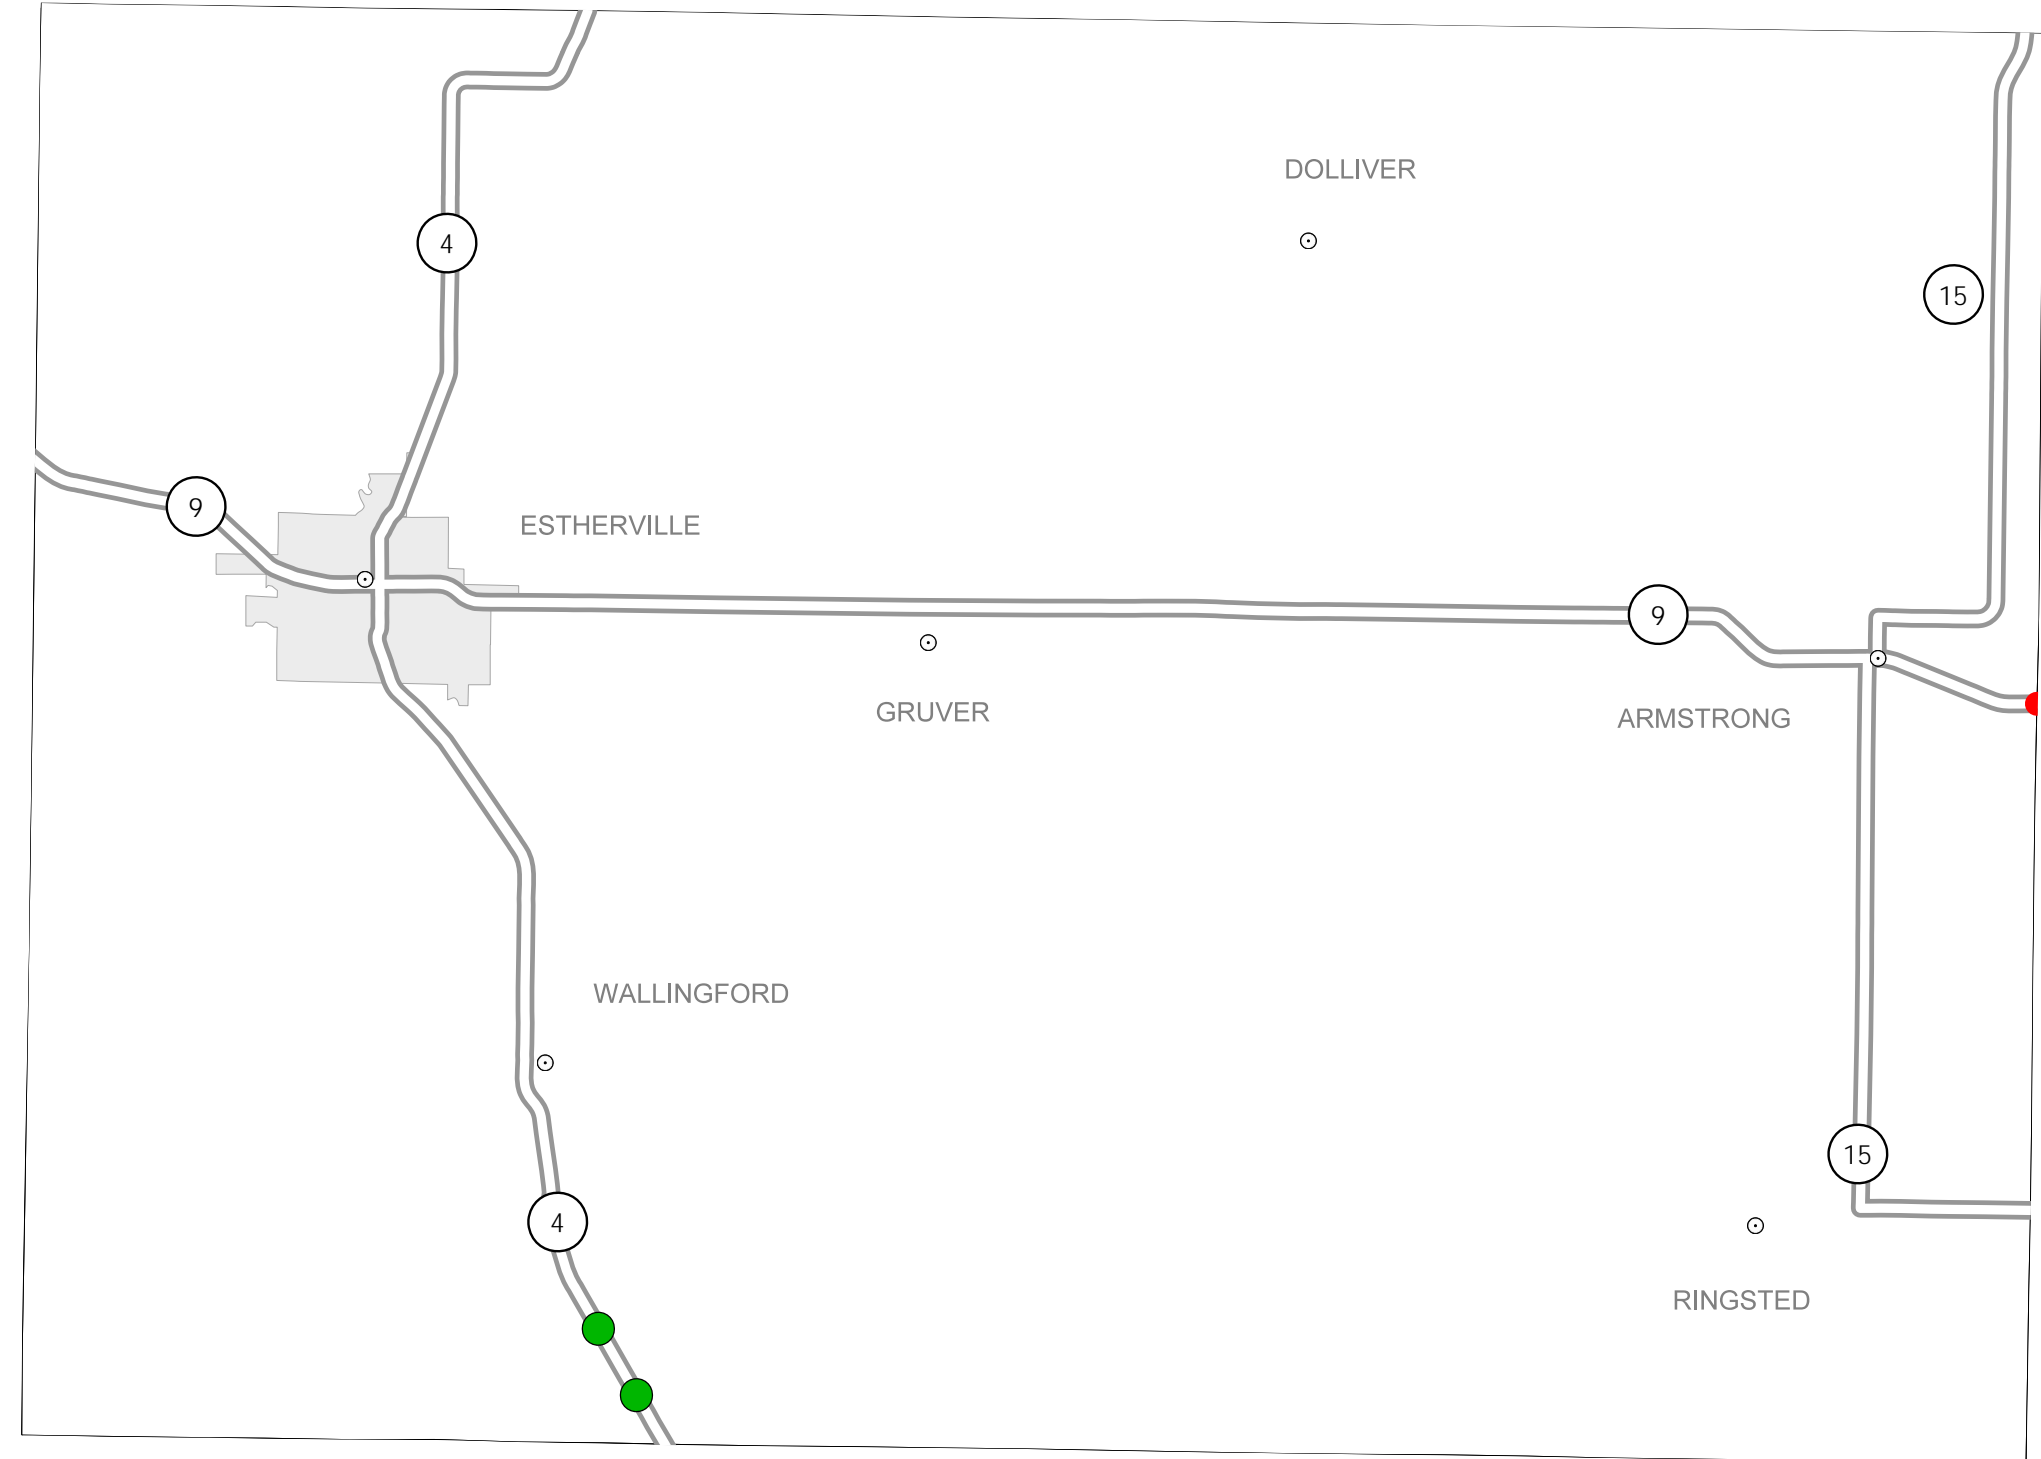 DOLLIVER
4
15
9
ESTHERVILLE
9
GRUVER
ARMSTRONG
WALLINGFORD
15
4
RINGSTED